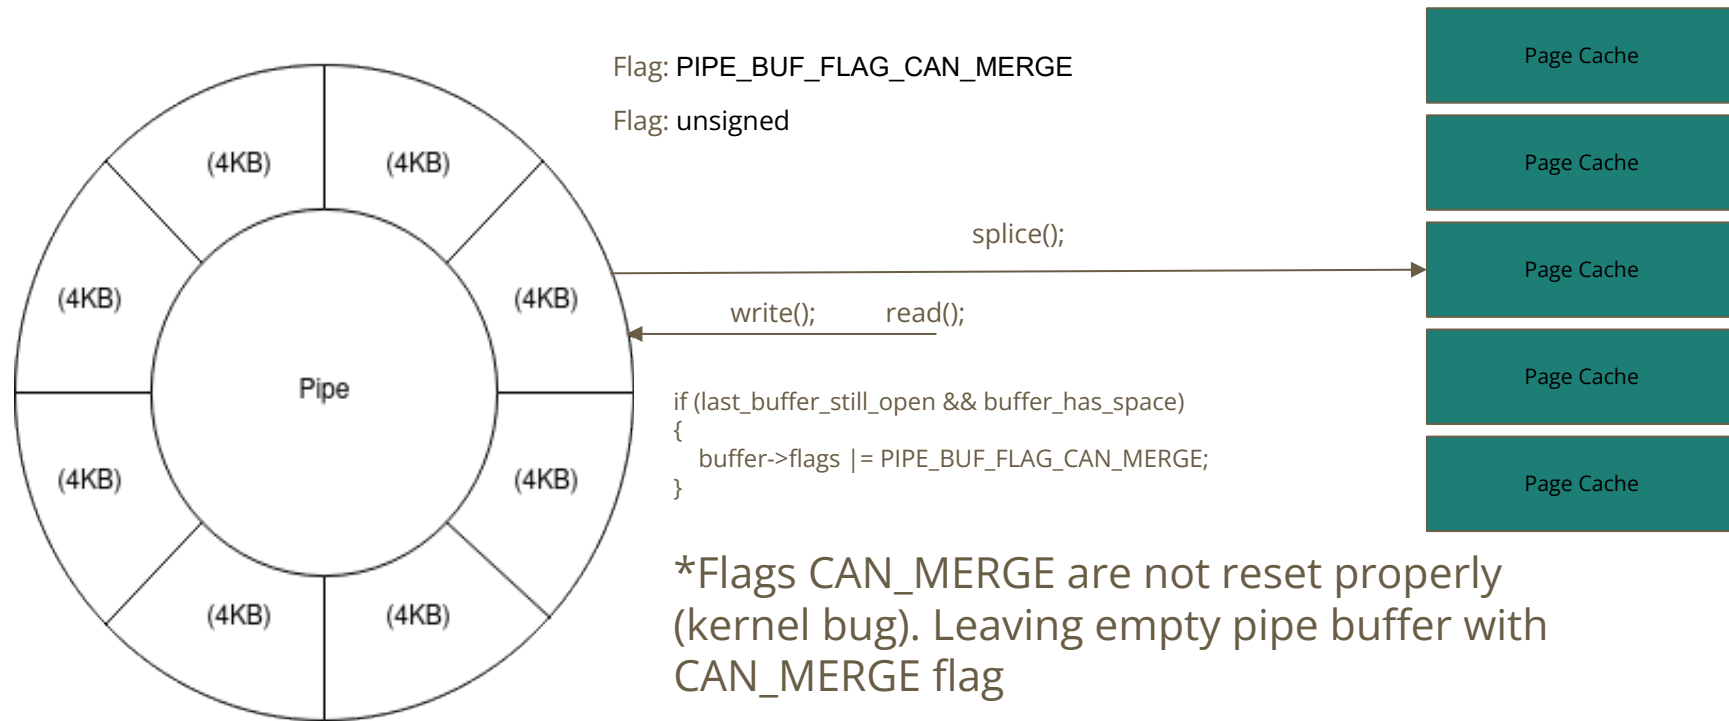 Flag: PIPE_BUF_FLAG_CAN_MERGE
Flag: unsigned
(4KB) (4KB)
(4KB) (4KB)
Pipe
(4KB) (4KB)
(4KB) (4KB)
splice();
write(); read();
if (last_buffer_still_open && buffer_has_space)
{
buffer->flags |= PIPE_BUF_FLAG_CAN_MERGE;
}
*Flags CAN_MERGE are not reset properly
(kernel bug). Leaving empty pipe buffer with
CAN_MERGE flag
Page Cache
Page Cache
Page Cache
Page Cache
Page Cache